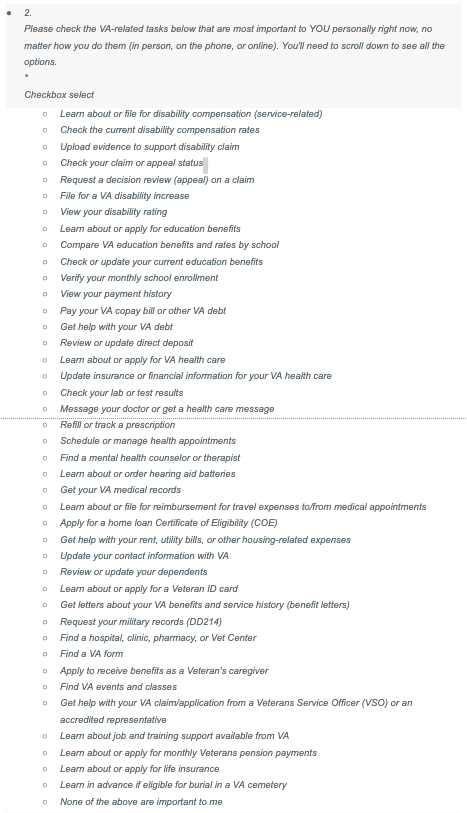 2.
Please check the VA-related tasks below that are most important to YOU personally right now, no
matter how you do them (in person, on the phone, or online). You'll need to scroll down to see all the
options.
*
Checkbox select
Learn about or file for disability compensation (service-related)
Check the current disability compensation rates
Upload evidence to support disability claim
Check your claim or appeal status
Request a decision review (appeal) on a claim
File for a VA disability increase
View your disability rating
Learn about or apply for education benefits
Compare VA education benefits and rates by school
Check or update your current education benefits
Verify your monthly school enrollment
View your payment history
Pay your VA copay bill or other VA debt
Get help with your VA debt
Review or update direct deposit
Learn about or apply for VA health care
Update insurance or financial information for your VA health care
Check your lab or test results
Message your doctor or get a health care message
Refill or track a prescription
Schedule or manage health appointments
Find a mental health counselor or therapist
Learn about or order hearing aid batteries
Get your VA medical records
Learn about or file for reimbursement for travel expenses to/from medical appointments
Apply for a home loan Certificate of Eligibility (COE)
Get help with your rent, utility bills, or other housing-related expenses
Update your contact information with VA
Review or update your dependents
Learn about or apply for a Veteran ID card
Get letters about your VA benefits and service history (benefit letters)
Request your military records (DD214)
Find a hospital, clinic, pharmacy, or Vet Center
Find a VA form
Apply to receive benefits as a Veteran's caregiver
Find VA events and classes
Get help with your VA claim/application from a Veterans Service Officer (VSO) or an
accredited representative
Learn about job and training support available from VA
Learn about or apply for monthly Veterans pension payments
Learn about or apply for life insurance
Learn in advance if eligible for burial in a VA cemetery
None of the above are important to me